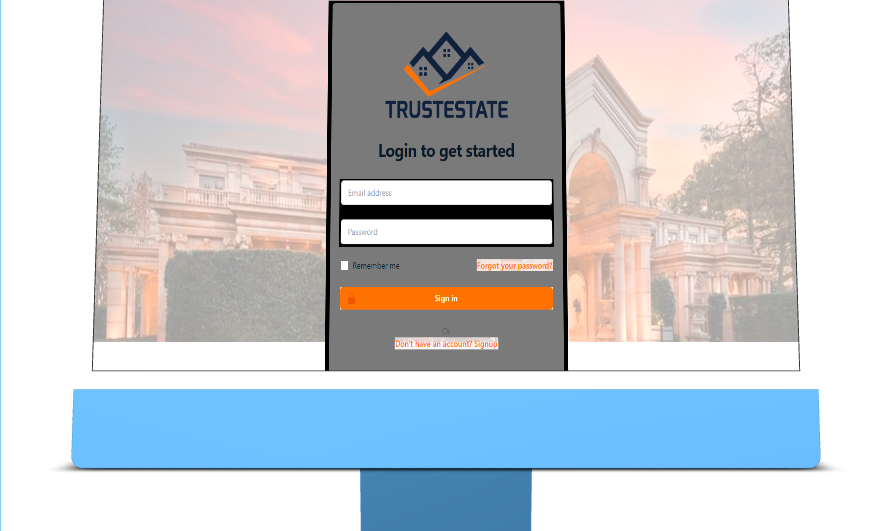 TRUSTESTATE
Login to get started
Email address
Password
Remember me
Forgot your password?
Sign in
Or
Don't have an account? Signup